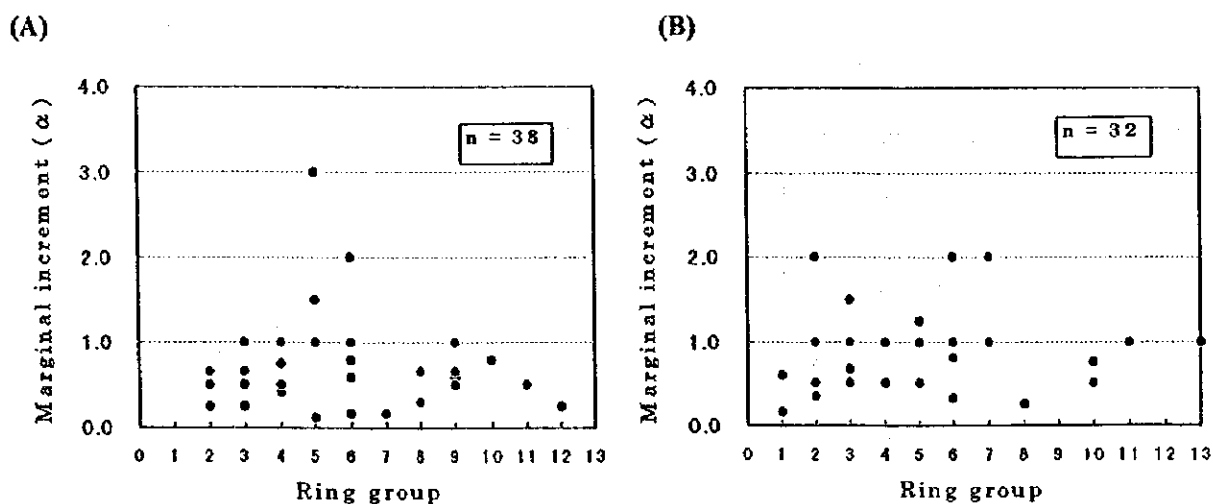 (A)
Marginal incremont (α)
4.0
3.0
2.0
1.0
0.0
n = 38
0 1 2 3 4 5 6 7 8 9 10 11 12 13
Ring group
(B)
Marginal incremont (α)
4.0
3.0
2.0
1.0
0.0
n = 32
0 1 2 3 4 5 6 7 8 9 10 11 12 13
Ring group